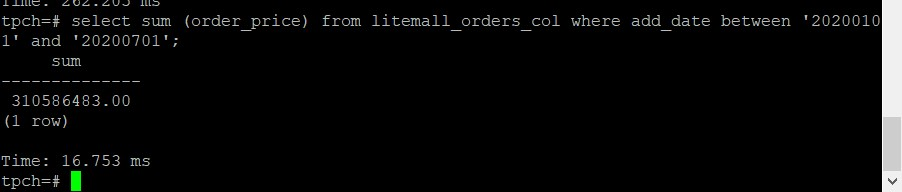 Time: 262.205 ms
tpch=# select sum (order_price) from litemall_orders_col where add_date between '2020010
1' and '20200701';
sum
--------------
310586483.00
(1 row)
Time: 16.753 ms
tpch=#